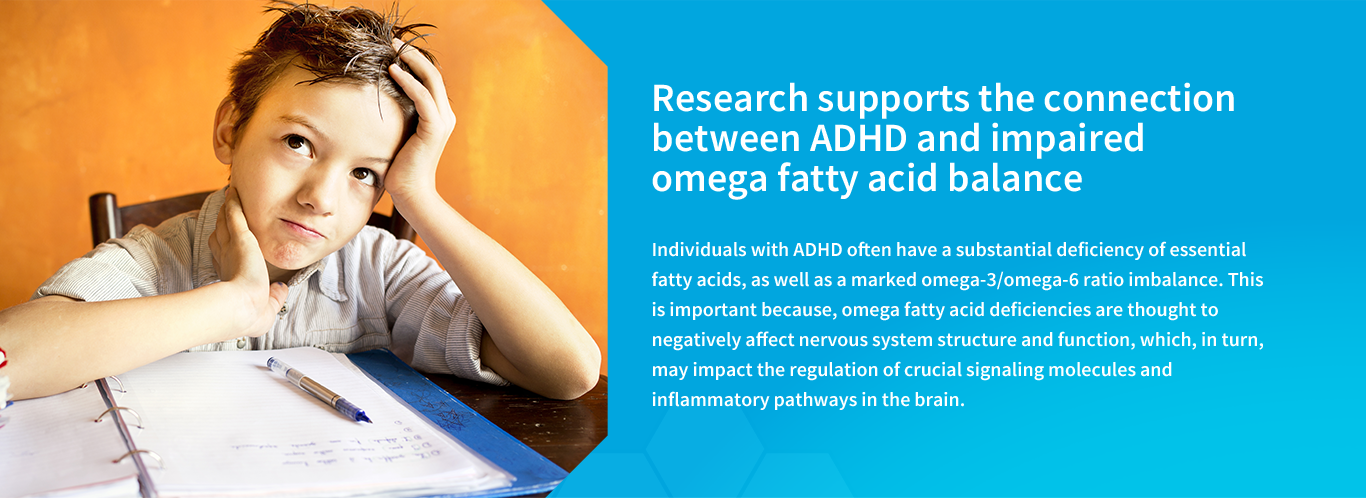 Research supports the connection
between ADHD and impaired
omega fatty acid balance
Individuals with ADHD often have a substantial deficiency of essential
fatty acids, as well as a marked omega-3/omega-6 ratio imbalance. This
is important because, omega fatty acid deficiencies are thought to
negatively affect nervous system structure and function, which, in turn,
may impact the regulation of crucial signaling molecules and
inflammatory pathways in the brain.